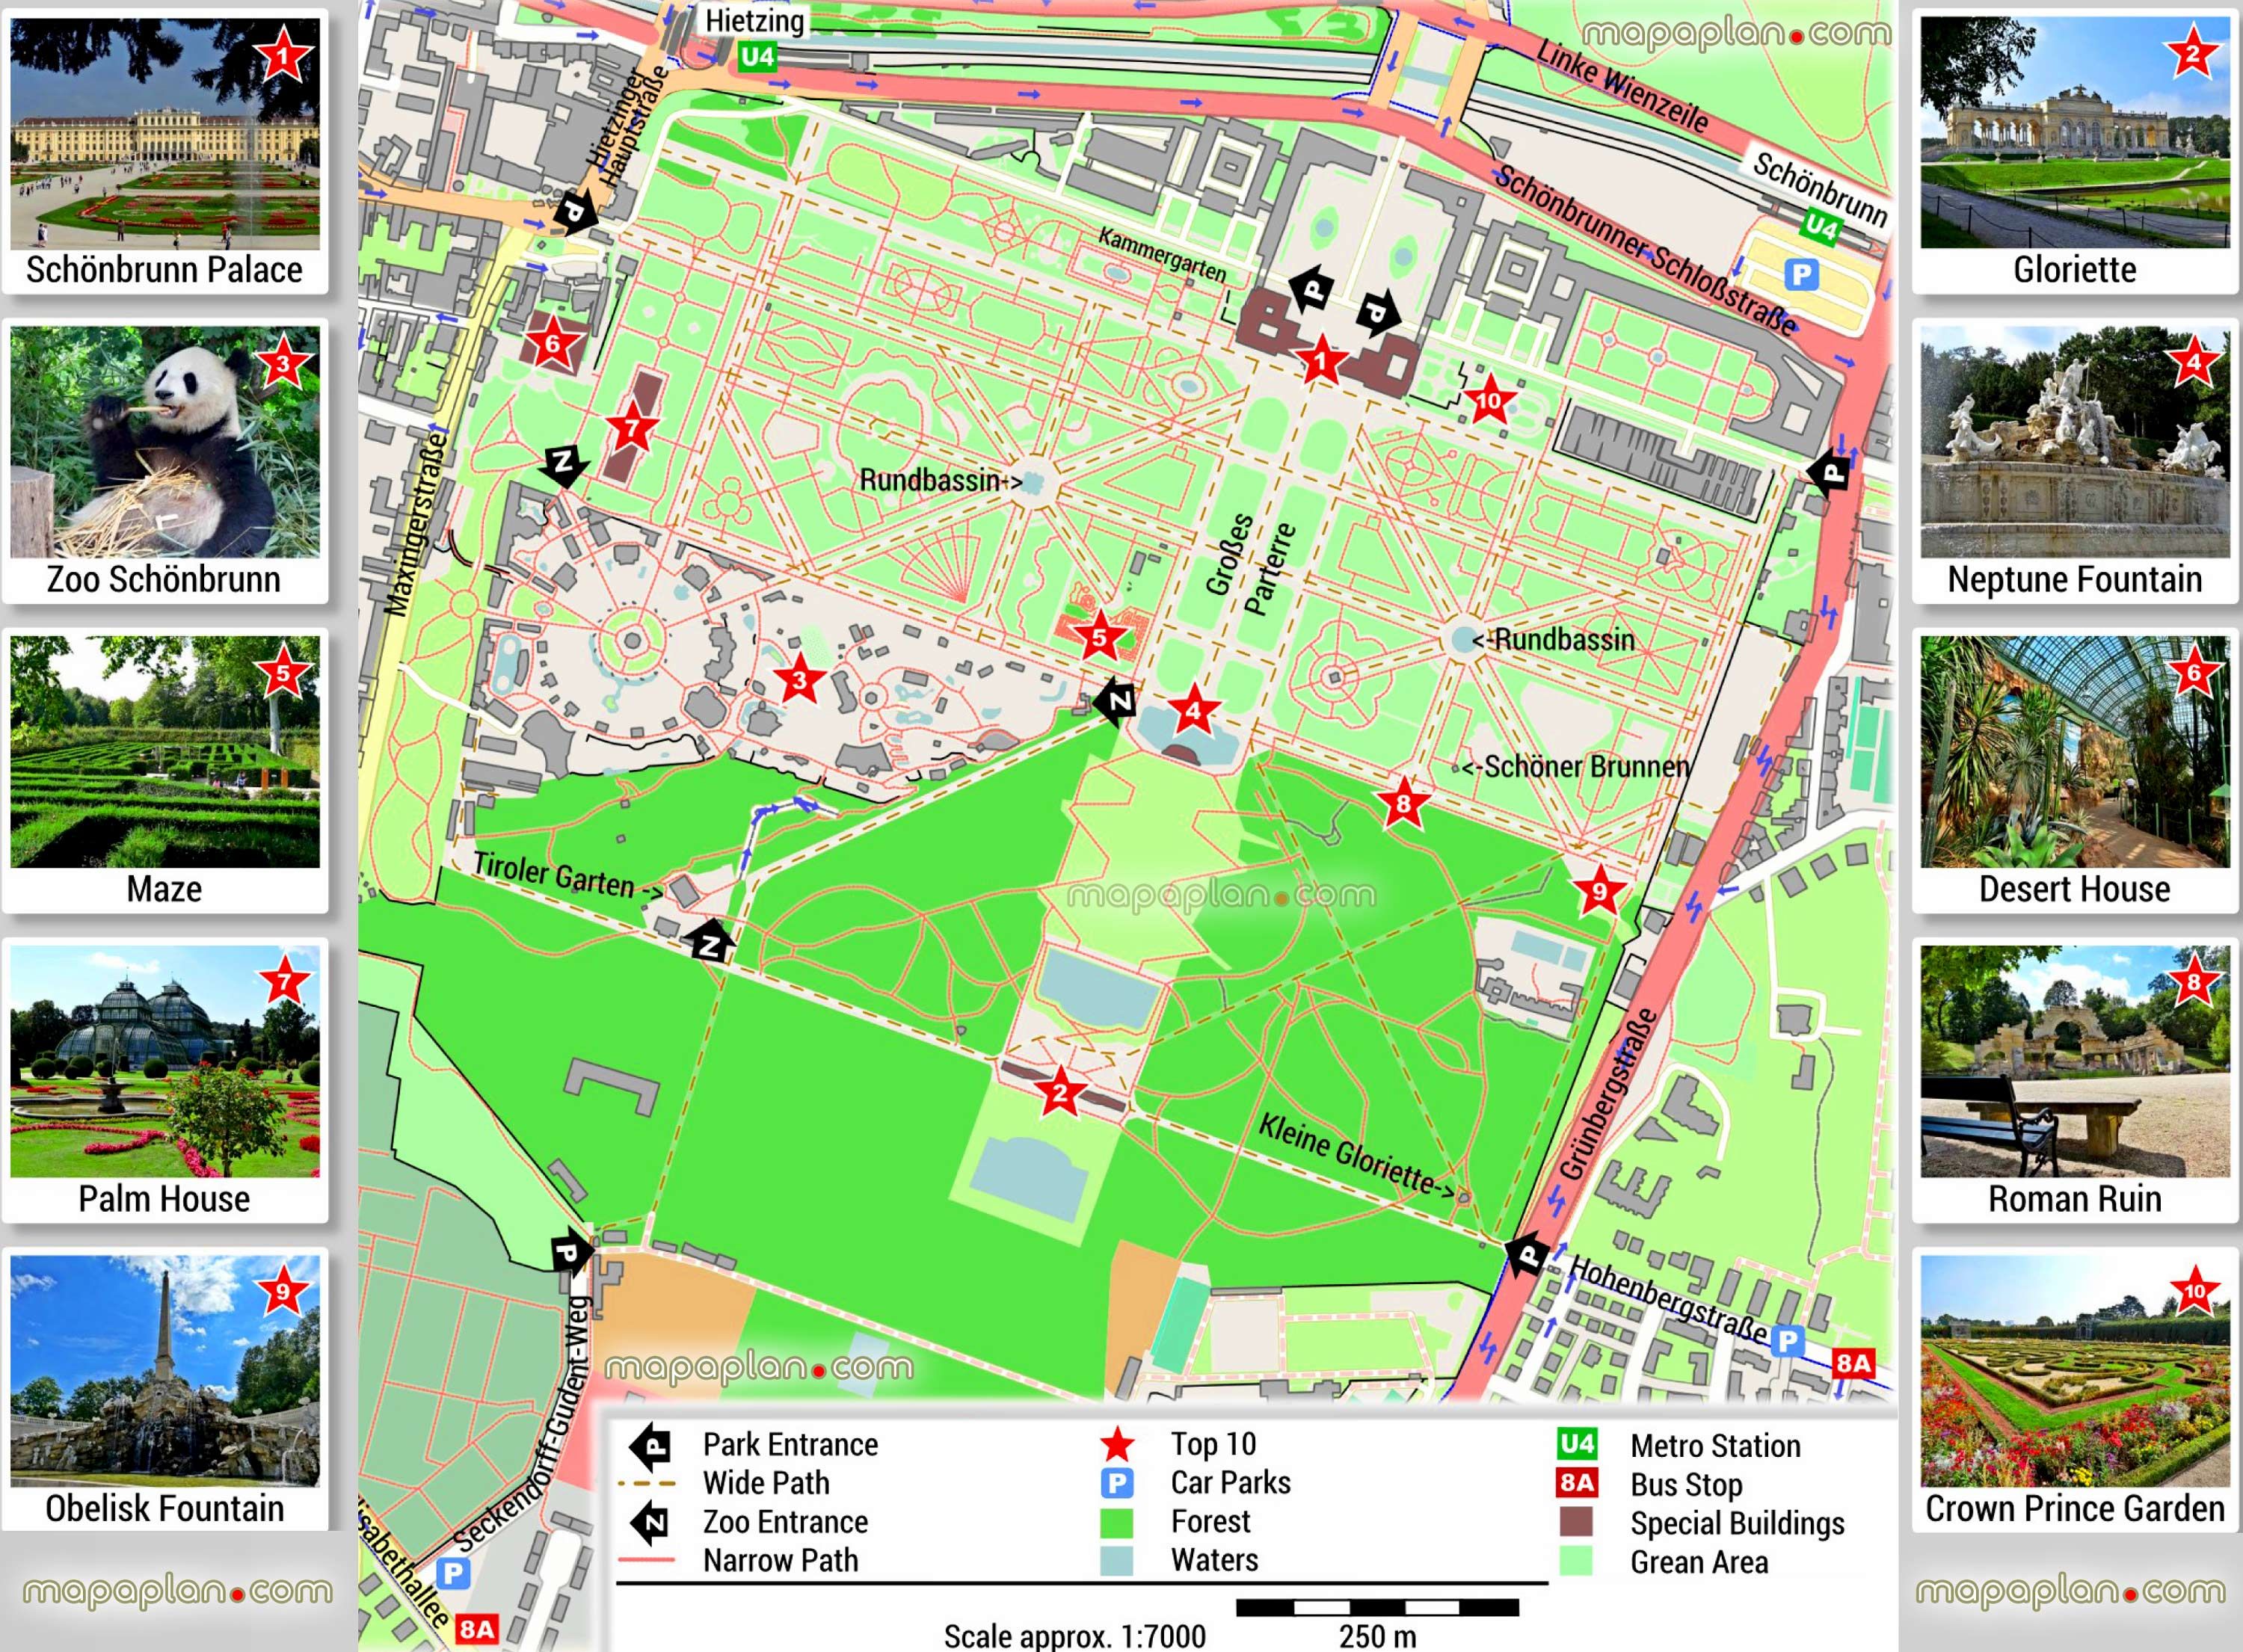 1
Schönbrunn Palace
3
Zoo Schönbrunn
5
Maze
7
Palm House
9
Obelisk Fountain
mapaplan.com
Hietzing
U4
mapaplan.com
Linke Wienzeile
Hietzinger
Hauptstraße
Schönbrunn
U4
P
P
Schönbrunner Schloßstraße
Kammergarten
P
P
6
1
7
10
Z
P
Maxingerstraße
Rundbassin->
Großes
Parterre
5
<-Rundbassin
3
Z
4
<-Schöner Brunnen
8
Tiroler Garten ->
mapaplan.com
9
Z
2
Kleine Gloriette->
Grünbergstraße
P
P
Hohenbergstraße
P
8A
mapaplan.com
Seckendorff-Gudent-Weg
P
isabethallee
8A
P Park Entrance
Wide Path
Z Zoo Entrance
Narrow Path
Top 10
P Car Parks
Forest
Waters
U4 Metro Station
8A Bus Stop
Special Buildings
Grean Area
Scale approx. 1:7000
250 m
2
Gloriette
4
Neptune Fountain
6
Desert House
8
Roman Ruin
10
Crown Prince Garden
mapaplan.com